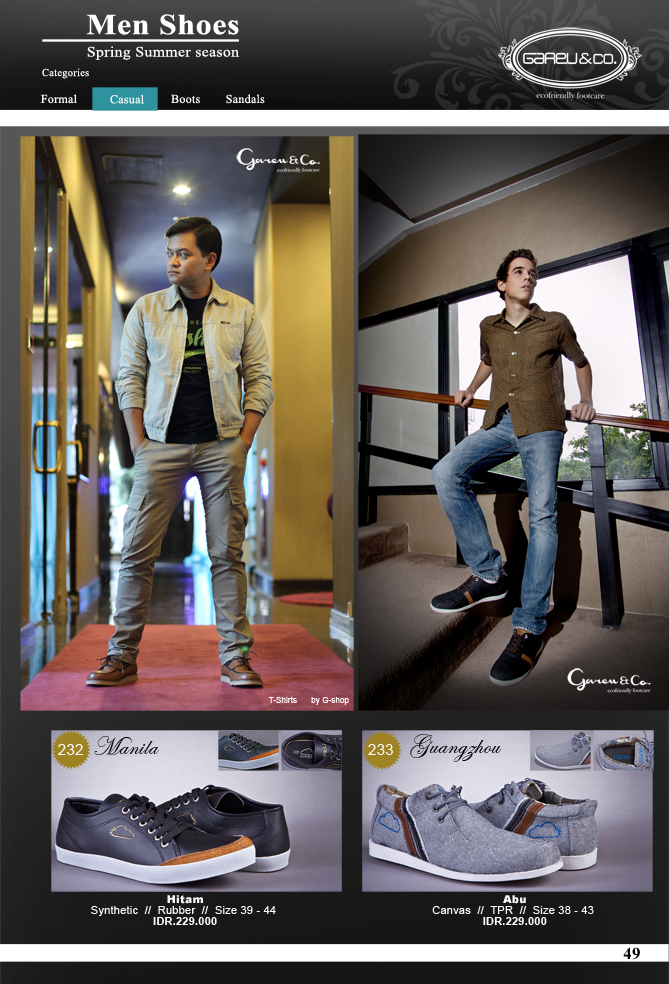 Men Shoes
Spring Summer season
Categories
Formal Casual Boots Sandals
GAREU & CO.
ecofriendly footcare
Gareu & Co.
ecofriendly footcare
T-Shirts by G-shop
Gareu & Co.
ecofriendly footcare
232 Manila
Hitam
Synthetic // Rubber // Size 39 - 44
IDR.229.000
233 Guangzhou
Abu
Canvas // TPR // Size 38 - 43
IDR.229.000
49